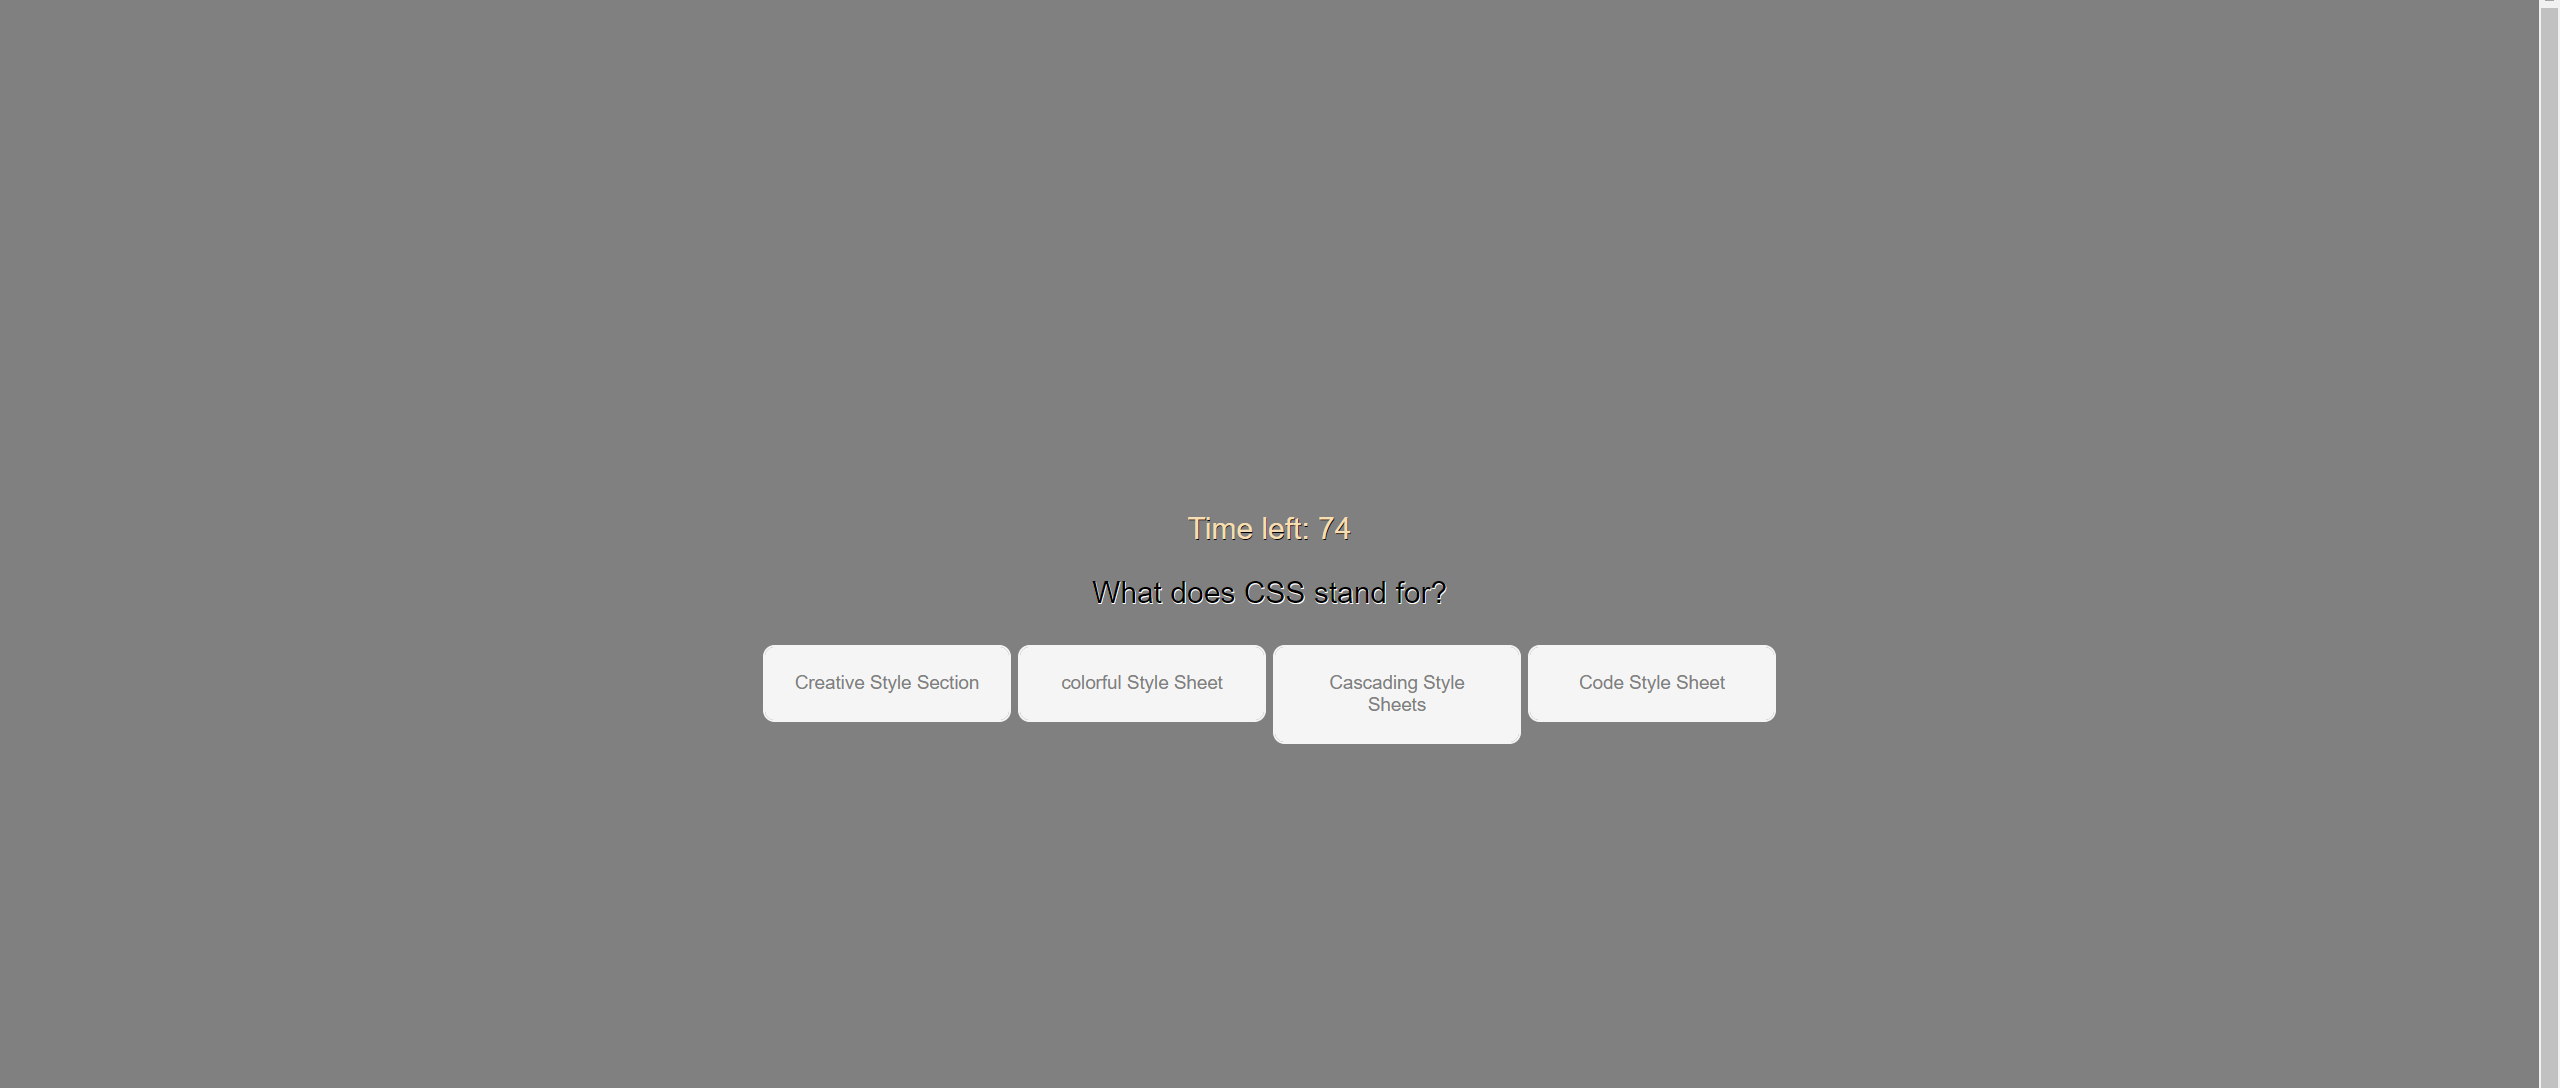 Time left: 74
What does CSS stand for?
Creative Style Section
colorful Style Sheet
Cascading Style
Sheets
Code Style Sheet